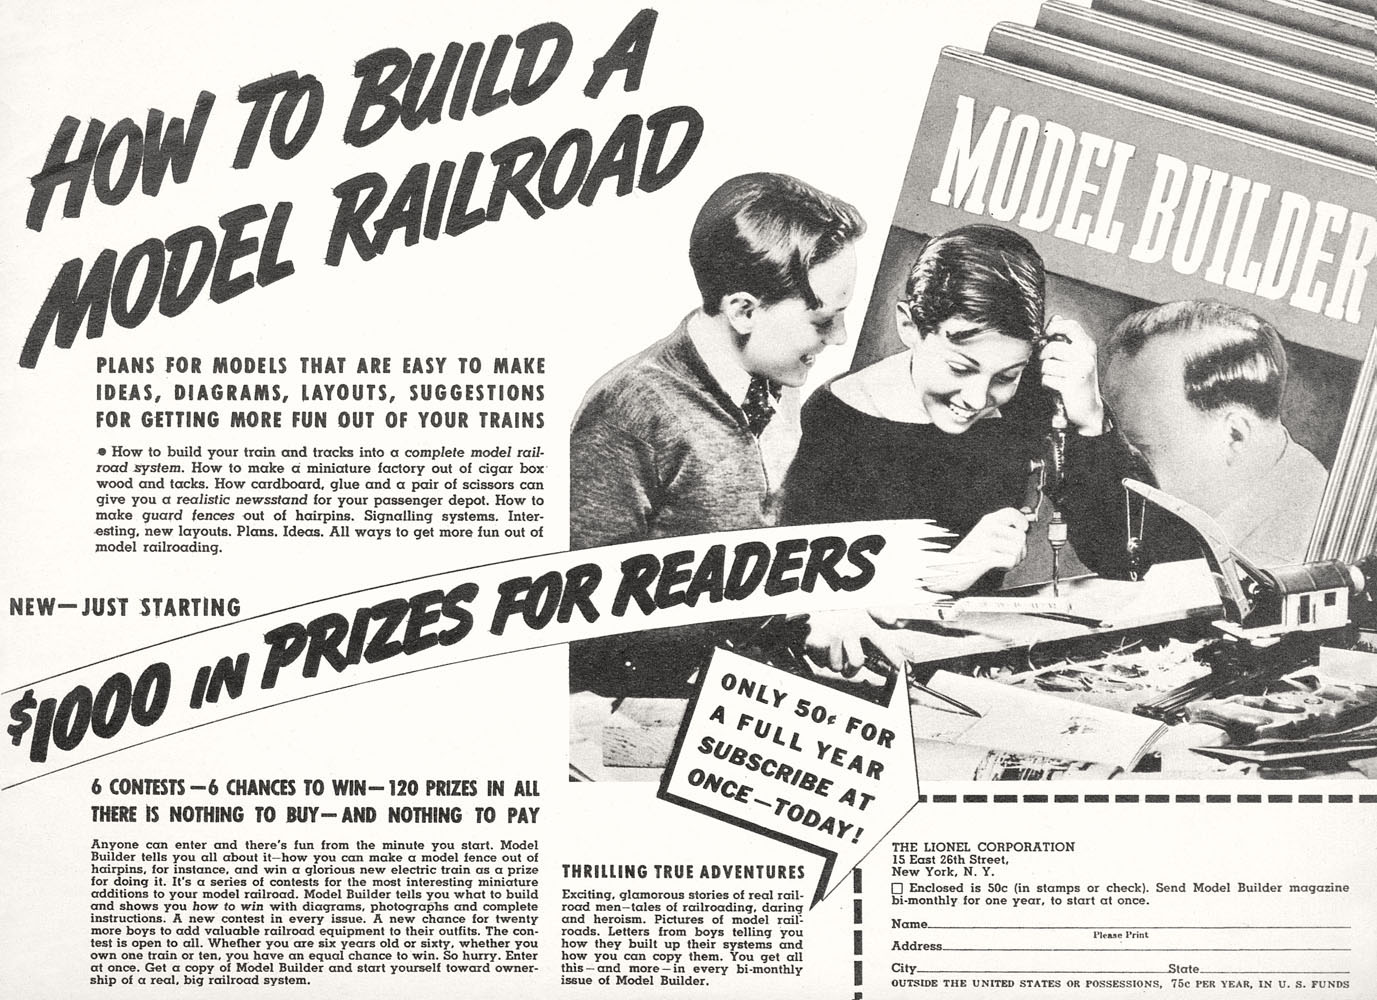 HOW TO BUILD A
MODEL RAILROAD
MODEL BUILDER
PLANS FOR MODELS THAT ARE EASY TO MAKE
IDEAS, DIAGRAMS, LAYOUTS, SUGGESTIONS
FOR GETTING MORE FUN OUT OF YOUR TRAINS
● How to build your train and tracks into a complete model rail-
road system. How to make a miniature factory out of cigar box
wood and tacks. How cardboard, glue and a pair of scissors can
give you a realistic newsstand for your passenger depot. How to
make guard fences out of hairpins. Signalling systems. Inter-
esting, new layouts. Plans. Ideas. All ways to get more fun out of
model railroading.
NEW—JUST STARTING
$1000 IN PRIZES FOR READERS
6 CONTESTS—6 CHANCES TO WIN—120 PRIZES IN ALL
THERE IS NOTHING TO BUY—AND NOTHING TO PAY
Anyone can enter and there's fun from the minute you start. Model
Builder tells you all about it—how you can make a model fence out of
hairpins, for instance, and win a glorious new electric train as a prize
for doing it. It's a series of contests for the most interesting miniature
additions to your model railroad. Model Builder tells you what to build
and shows you how to win with diagrams, photographs and complete
instructions. A new contest in every issue. A new chance for twenty
more boys to add valuable railroad equipment to their outfits. The con-
test is open to all. Whether you are six years old or sixty, whether you
own one train or ten, you have an equal chance to win. So hurry. Enter
at once. Get a copy of Model Builder and start yourself toward owner-
ship of a real, big railroad system.
ONLY 50¢ FOR
A FULL YEAR
SUBSCRIBE AT
ONCE—TODAY!
THRILLING TRUE ADVENTURES
Exciting, glamorous stories of real rail-
road men—tales of railroading, daring
and heroism. Pictures of model rail-
roads. Letters from boys telling you
how they built up their systems and
how you can copy them. You get all
this—and more—in every bi-monthly
issue of Model Builder.
THE LIONEL CORPORATION
15 East 26th Street,
New York, N. Y.
☐ Enclosed is 50c (in stamps or check). Send Model Builder magazine
bi-monthly for one year, to start at once.
Name
Please Print
Address
City State
OUTSIDE THE UNITED STATES OR POSSESSIONS, 75c PER YEAR, IN U. S. FUNDS